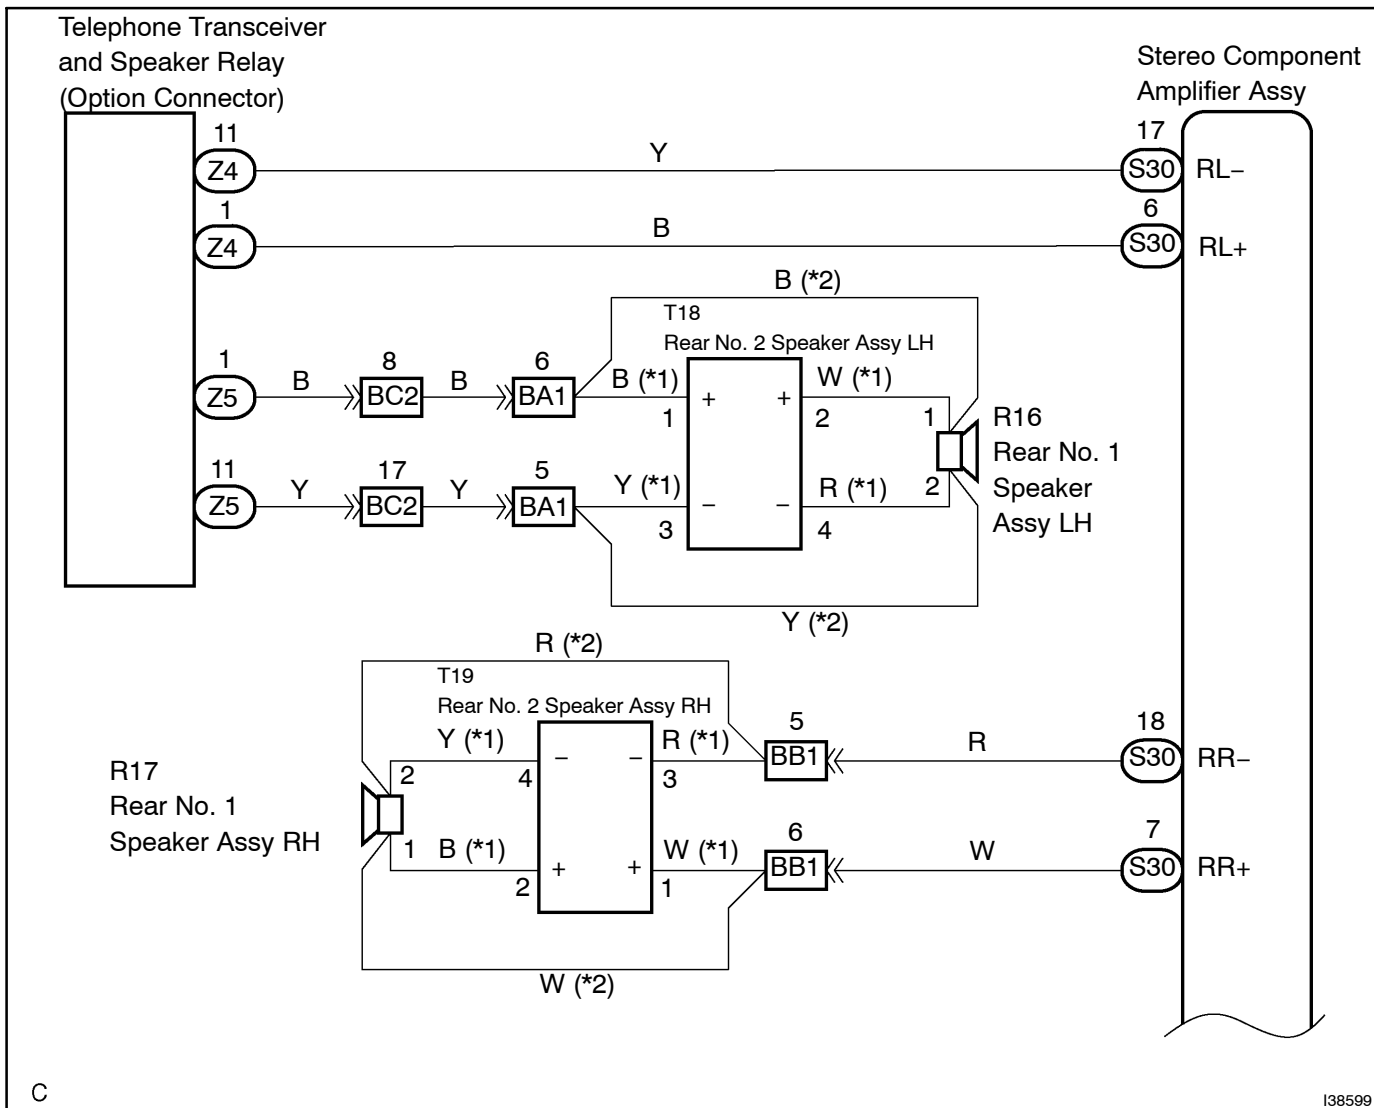 Telephone Transceiver
and Speaker Relay
(Option Connector)
Stereo Component
Amplifier Assy
11
Z4
Y
17
S30
RL−
1
Z4
B
6
S30
RL+
B (*2)
T18
Rear No. 2 Speaker Assy LH
1
Z5
B
8
BC2
B
6
BA1
B (*1)
1
+
+
W (*1)
2
1
R16
Rear No. 1
Speaker
Assy LH
11
Z5
Y
17
BC2
Y
5
BA1
Y (*1)
3
−
−
R (*1)
4
2
Y (*2)
R (*2)
T19
Rear No. 2 Speaker Assy RH
R17
Rear No. 1
Speaker Assy RH
2
Y (*1)
4
−
−
R (*1)
3
5
BB1
R
18
S30
RR−
1
B (*1)
2
+
+
W (*1)
1
6
BB1
W
7
S30
RR+
W (*2)
C
I38599